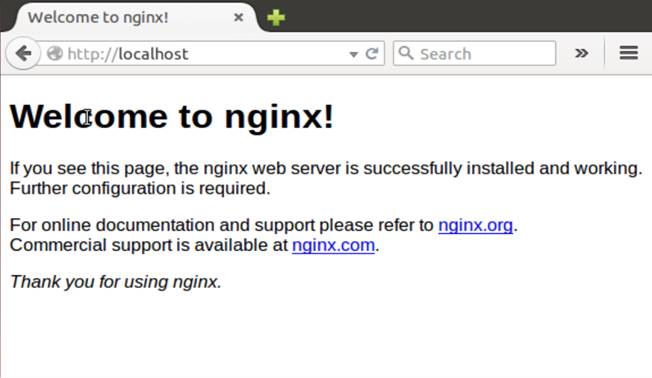 Welcome to nginx!
http://localhost
Search
Welcome to nginx!
If you see this page, the nginx web server is successfully installed and working.
Further configuration is required.
For online documentation and support please refer to nginx.org.
Commercial support is available at nginx.com.
Thank you for using nginx.